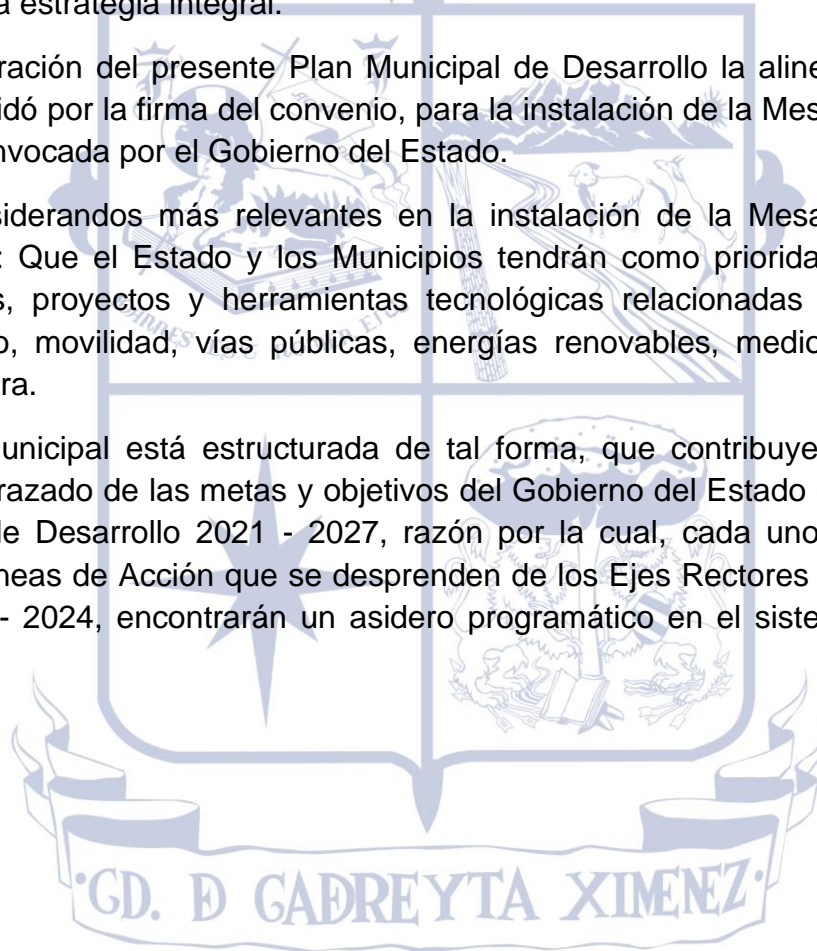 a estrategia integral.
ración del presente Plan Municipal de Desarrollo la aline
idó por la firma del convenio, para la instalación de la Mes
nvocada por el Gobierno del Estado.
siderandos más relevantes en la instalación de la Mesa
: Que el Estado y los Municipios tendrán como priorida
s, proyectos y herramientas tecnológicas relacionadas
o, movilidad, vías públicas, energías renovables, medio
ra.
unicipal está estructurada de tal forma, que contribuye
razado de las metas y objetivos del Gobierno del Estado
de Desarrollo 2021 - 2027, razón por la cual, cada uno
neas de Acción que se desprenden de los Ejes Rectores
- 2024, encontrarán un asidero programático en el siste
·GD. D CADREYTA XIMENEZ·